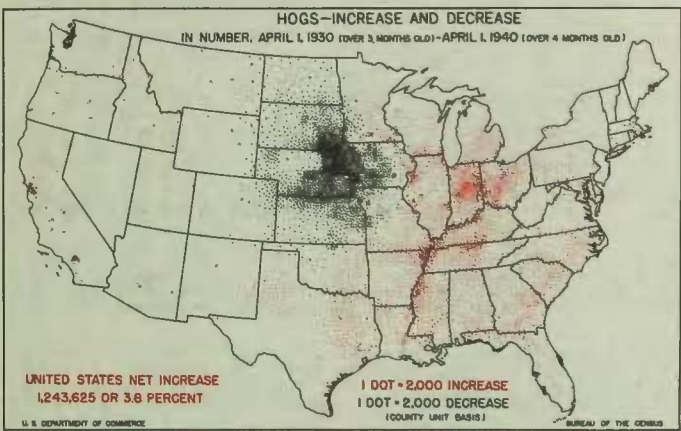 HOGS-INCREASE AND DECREASE
IN NUMBER, APRIL 1, 1930 (OVER 3 MONTHS OLD)-APRIL 1, 1940 (OVER 4 MONTHS OLD)
UNITED STATES NET INCREASE
1,243,625 OR 3.8 PERCENT
1 DOT = 2,000 INCREASE
1 DOT = 2,000 DECREASE
(COUNTY UNIT BASIS)
U. S. DEPARTMENT OF COMMERCE
BUREAU OF THE CENSUS